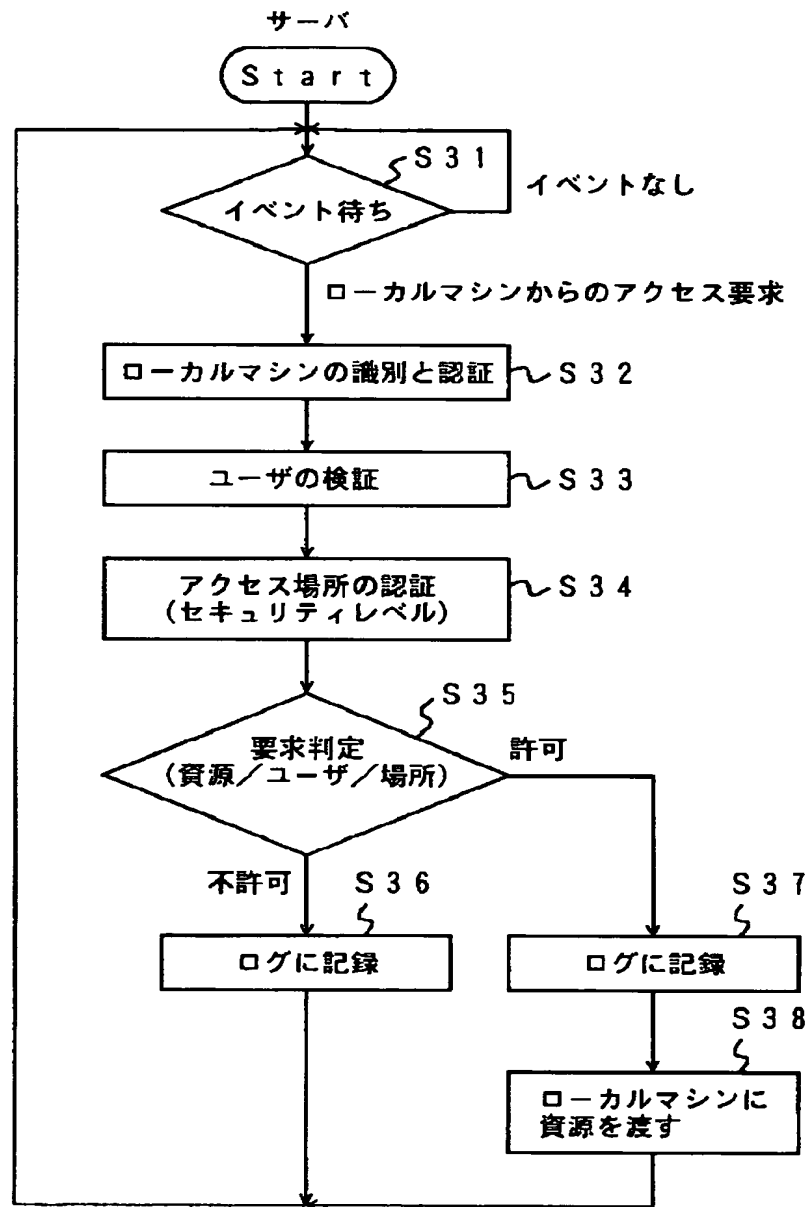 サーバ
Start
S31
イベントなし
イベント待ち
ローカルマシンからのアクセス要求
ローカルマシンの識別と認証
S32
ユーザの検証
S33
アクセス場所の認証
(セキュリティレベル)
S34
S35
要求判定
(資源/ユーザ/場所)
許可
不許可
S36
S37
ログに記録
ログに記録
S38
ローカルマシンに
資源を渡す